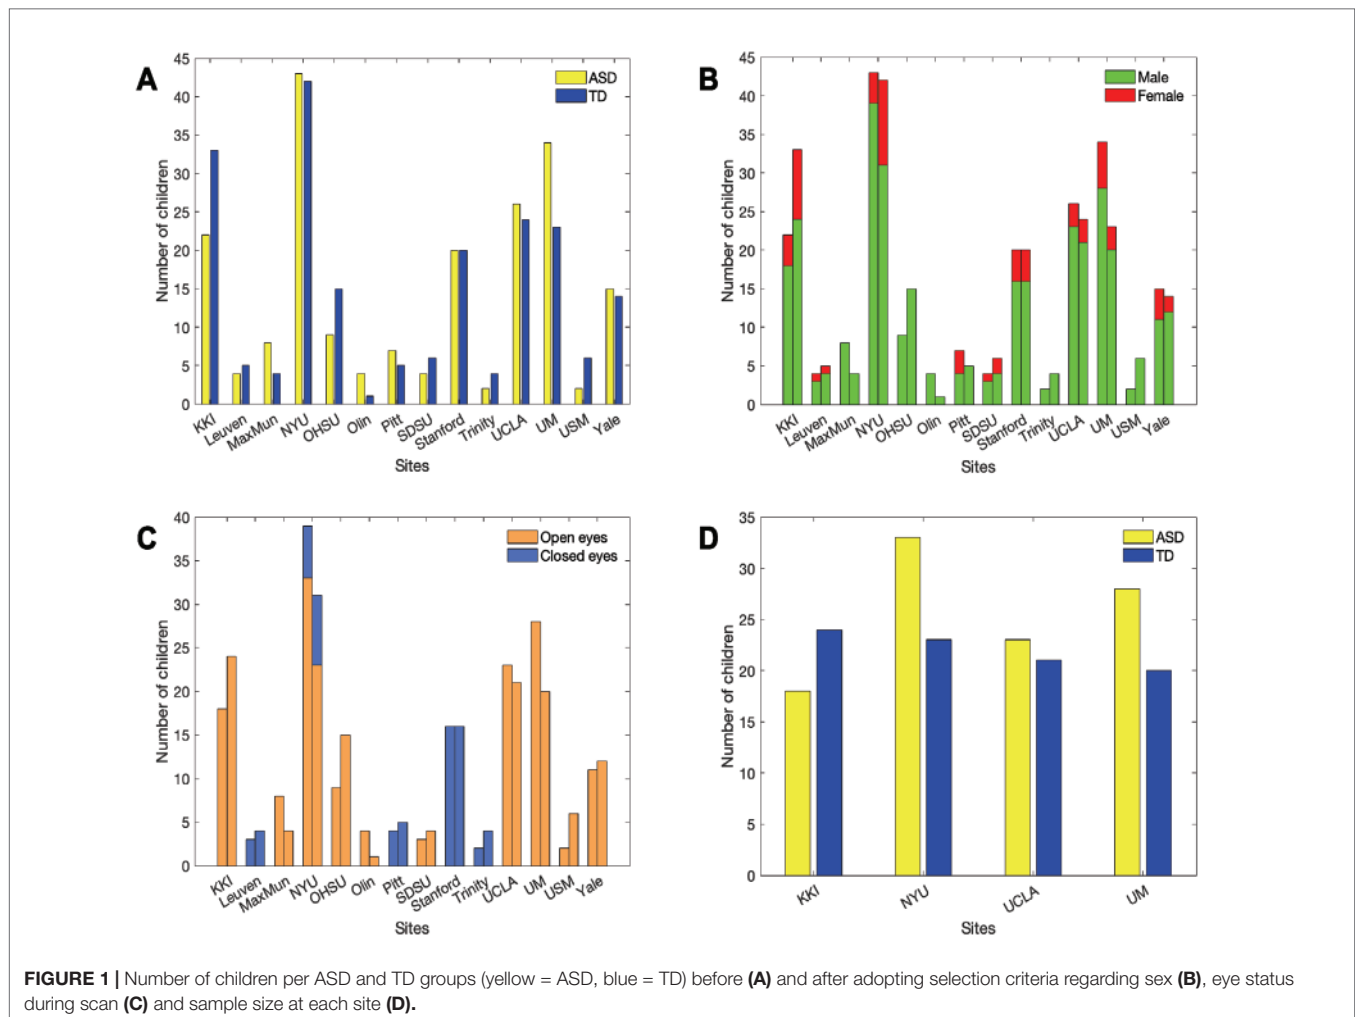 A
45
40
35
30
25
20
15
10
5
0
Number of children
ASD
TD
KKI
Leuven
MaxMun
NYU
OHSU
Olin
Pitt
SDSU
Stanford
Trinity
UCLA
UM
USM
Yale
Sites
B
45
40
35
30
25
20
15
10
5
0
Number of children
Male
Female
KKI
Leuven
MaxMun
NYU
OHSU
Olin
Pitt
SDSU
Stanford
Trinity
UCLA
UM
USM
Yale
Sites
C
40
35
30
25
20
15
10
5
0
Number of children
Open eyes
Closed eyes
KKI
Leuven
MaxMun
NYU
OHSU
Olin
Pitt
SDSU
Stanford
Trinity
UCLA
UM
USM
Yale
Sites
D
35
30
25
20
15
10
5
0
Number of children
ASD
TD
KKI
NYU
UCLA
UM
Sites
FIGURE 1 | Number of children per ASD and TD groups (yellow = ASD, blue = TD) before (A) and after adopting selection criteria regarding sex (B), eye status
during scan (C) and sample size at each site (D).